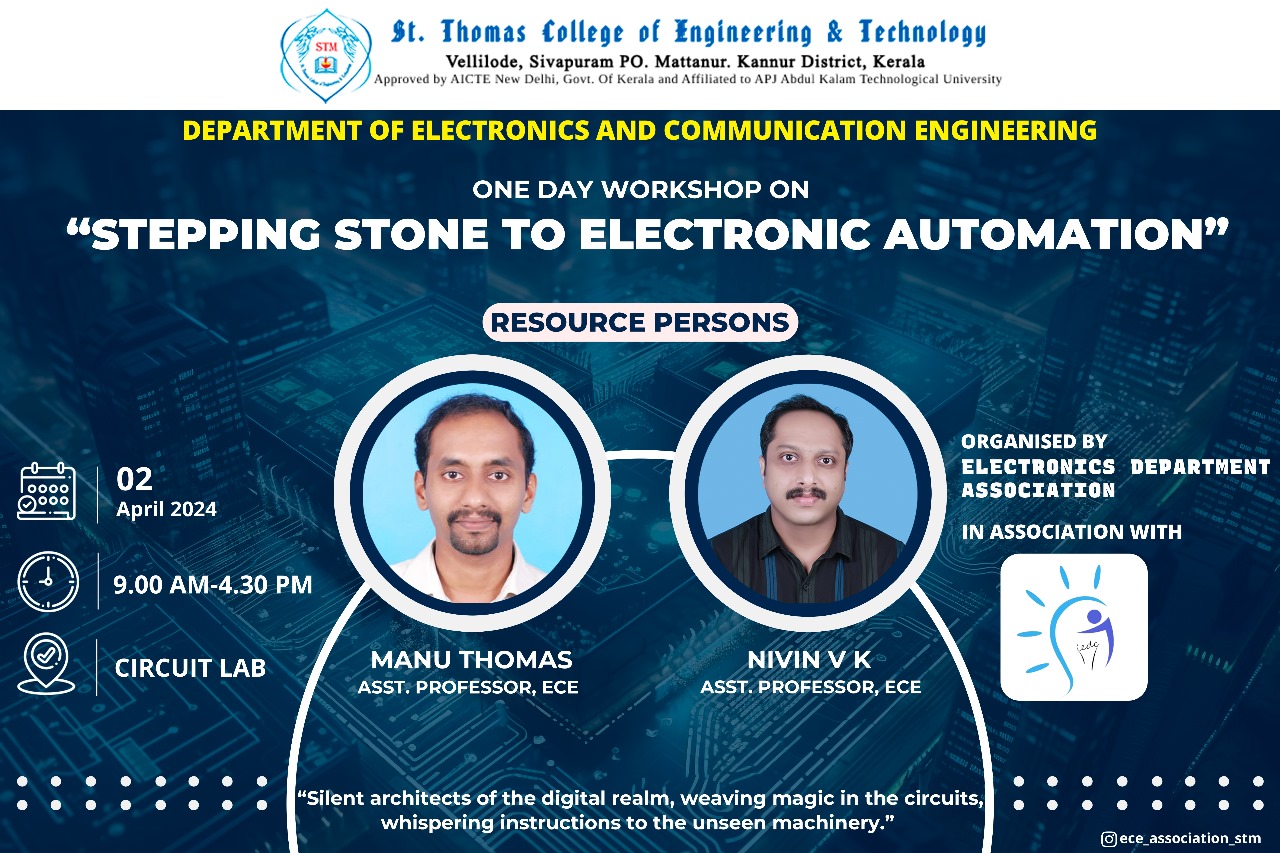 STM
St. Thomas College of Engineering & Technology
Vellilode, Sivapuram PO. Mattanur. Kannur District, Kerala
Approved by AICTE New Delhi, Govt. Of Kerala and Affiliated to APJ Abdul Kalam Technological University
DEPARTMENT OF ELECTRONICS AND COMMUNICATION ENGINEERING
ONE DAY WORKSHOP ON
“STEPPING STONE TO ELECTRONIC AUTOMATION”
RESOURCE PERSONS
02
April 2024
9.00 AM-4.30 PM
CIRCUIT LAB
MANU THOMAS
ASST. PROFESSOR, ECE
NIVIN V K
ASST. PROFESSOR, ECE
ORGANISED BY
ELECTRONICS DEPARTMENT
ASSOCIATION
IN ASSOCIATION WITH
iedc
“Silent architects of the digital realm, weaving magic in the circuits,
whispering instructions to the unseen machinery.”
ece_association_stm